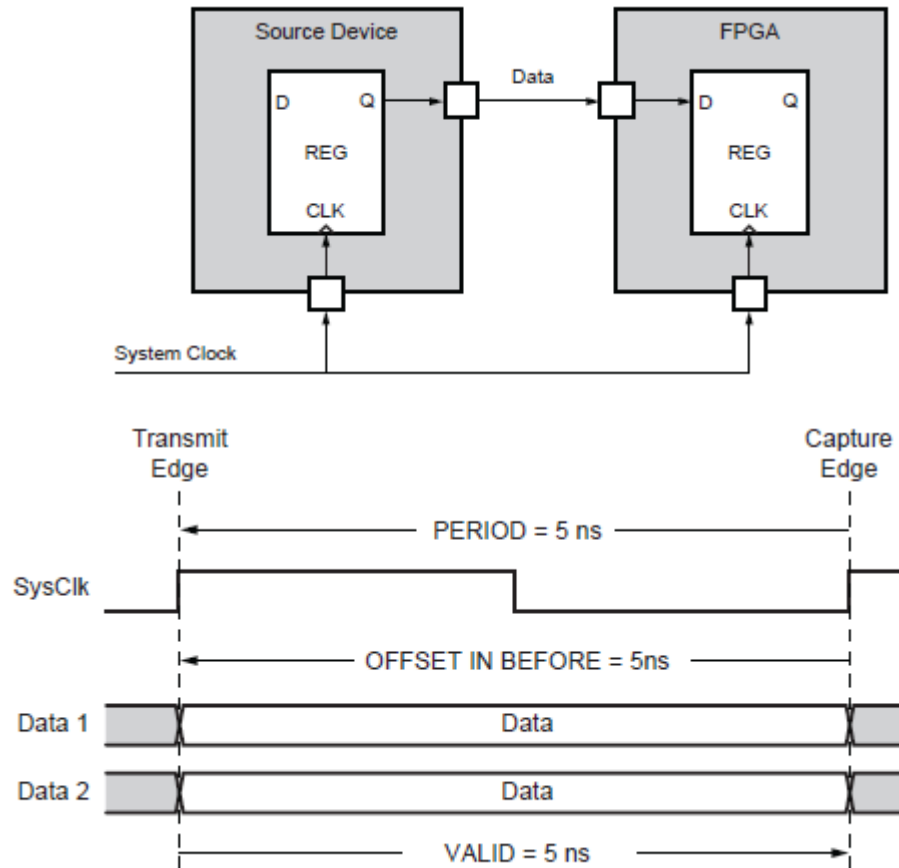 Source Device
FPGA
Data
D
Q
D
Q
REG
REG
CLK
CLK
System Clock
Transmit
Edge
Capture
Edge
PERIOD = 5 ns
SysClk
OFFSET IN BEFORE = 5ns
Data 1
Data
Data 2
Data
VALID = 5 ns